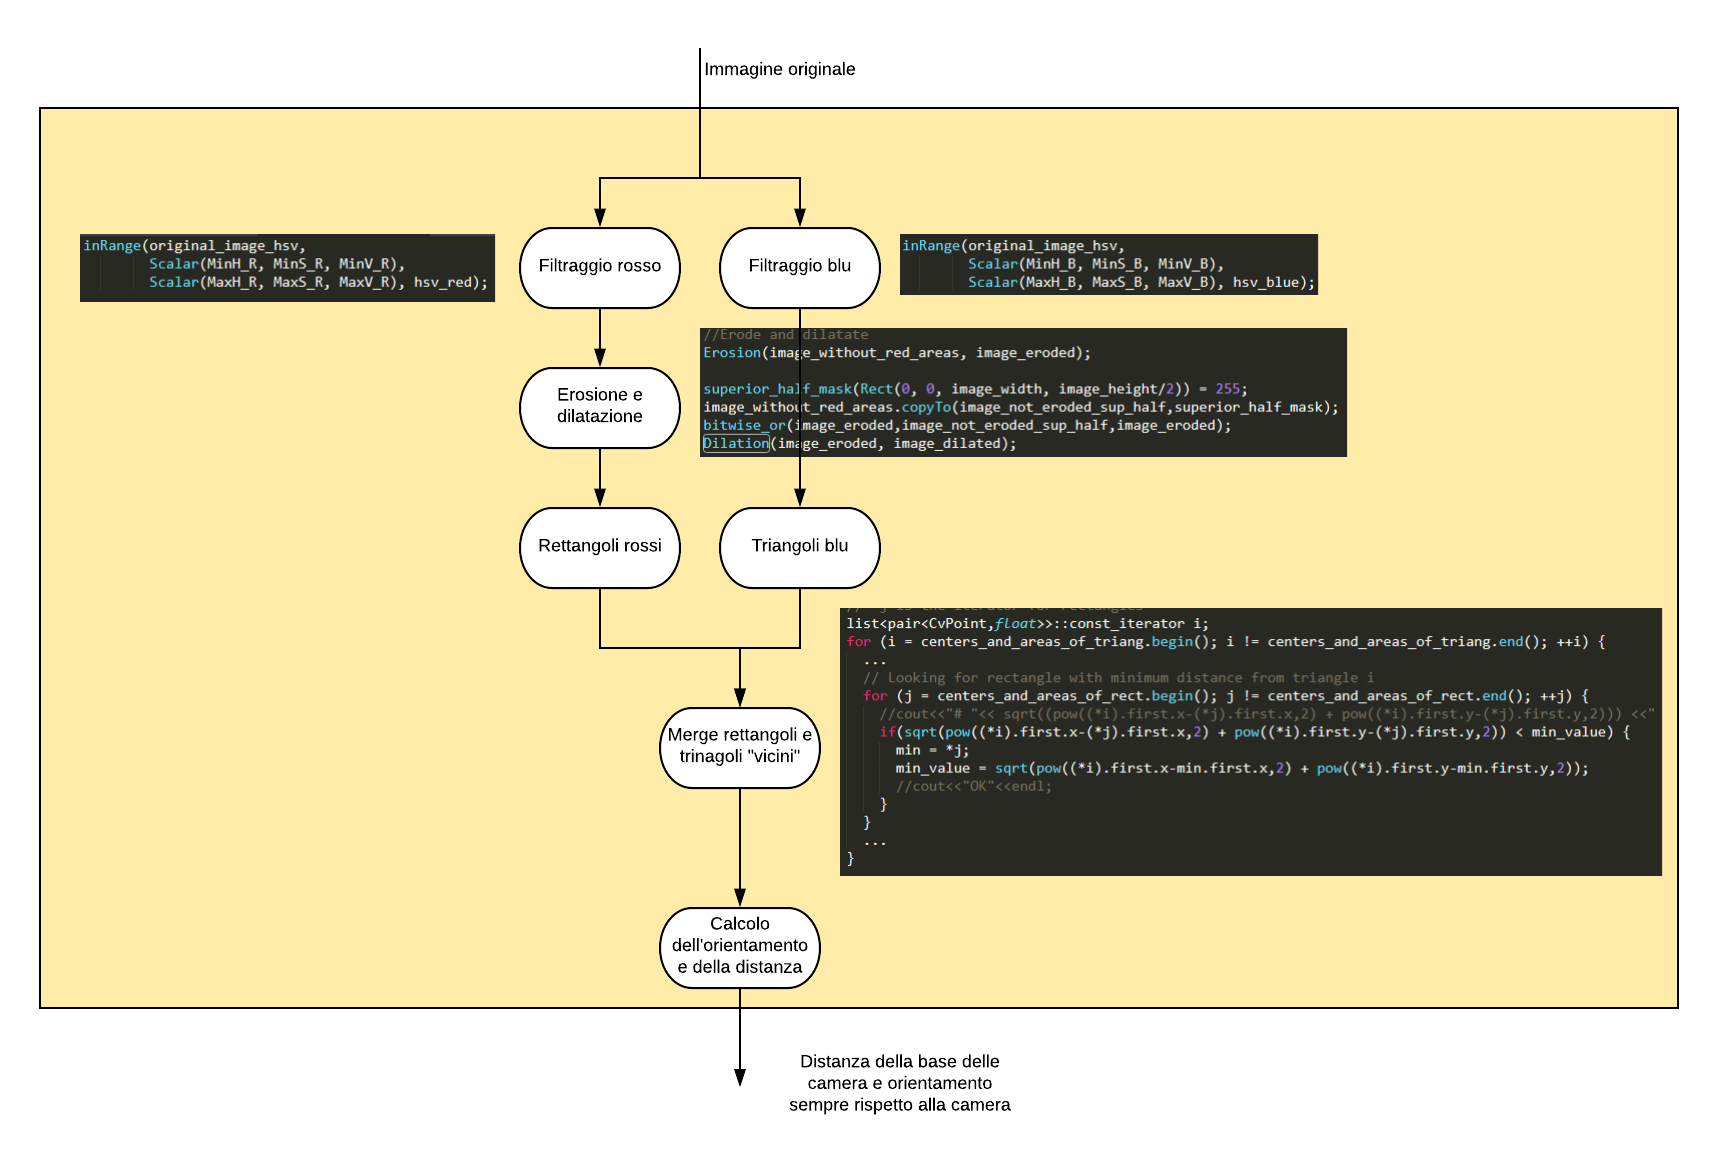 Immagine originale
inRange(original_image_hsv,
Scalar(MinH_R, MinS_R, MinV_R),
Scalar(MaxH_R, MaxS_R, MaxV_R), hsv_red);
Filtraggio rosso
Filtraggio blu
inRange(original_image_hsv,
Scalar(MinH_B, MinS_B, MinV_B),
Scalar(MaxH_B, MaxS_B, MaxV_B), hsv_blue);
Erosione e
dilatazione
//Erode and dilatate
Erosion(image_without_red_areas, image_eroded);
superior_half_mask(Rect(0, 0, image_width, image_height/2)) = 255;
image_without_red_areas.copyTo(image_not_eroded_sup_half,superior_half_mask);
bitwise_or(image_eroded,image_not_eroded_sup_half,image_eroded);
Dilation(image_eroded, image_dilated);
Rettangoli rossi
Triangoli blu
// j is the iterator for rectangles
list<pair<CvPoint,float>>::const_iterator i;
for (i = centers_and_areas_of_triang.begin(); i != centers_and_areas_of_triang.end(); ++i) {
...
// Looking for rectangle with minimum distance from triangle i
for (j = centers_and_areas_of_rect.begin(); j != centers_and_areas_of_rect.end(); ++j) {
//cout<<"# "<< sqrt((pow((*i).first.x-(*j).first.x,2) + pow((*i).first.y-(*j).first.y,2))) <<"
if(sqrt(pow((*i).first.x-(*j).first.x,2) + pow((*i).first.y-(*j).first.y,2)) < min_value) {
min = *j;
min_value = sqrt(pow((*i).first.x-min.first.x,2) + pow((*i).first.y-min.first.y,2));
//cout<<"OK"<<endl;
}
}
...
}
Merge rettangoli e
trinagoli "vicini"
Calcolo
dell'orientamento
e della distanza
Distanza della base delle
camera e orientamento
sempre rispetto alla camera